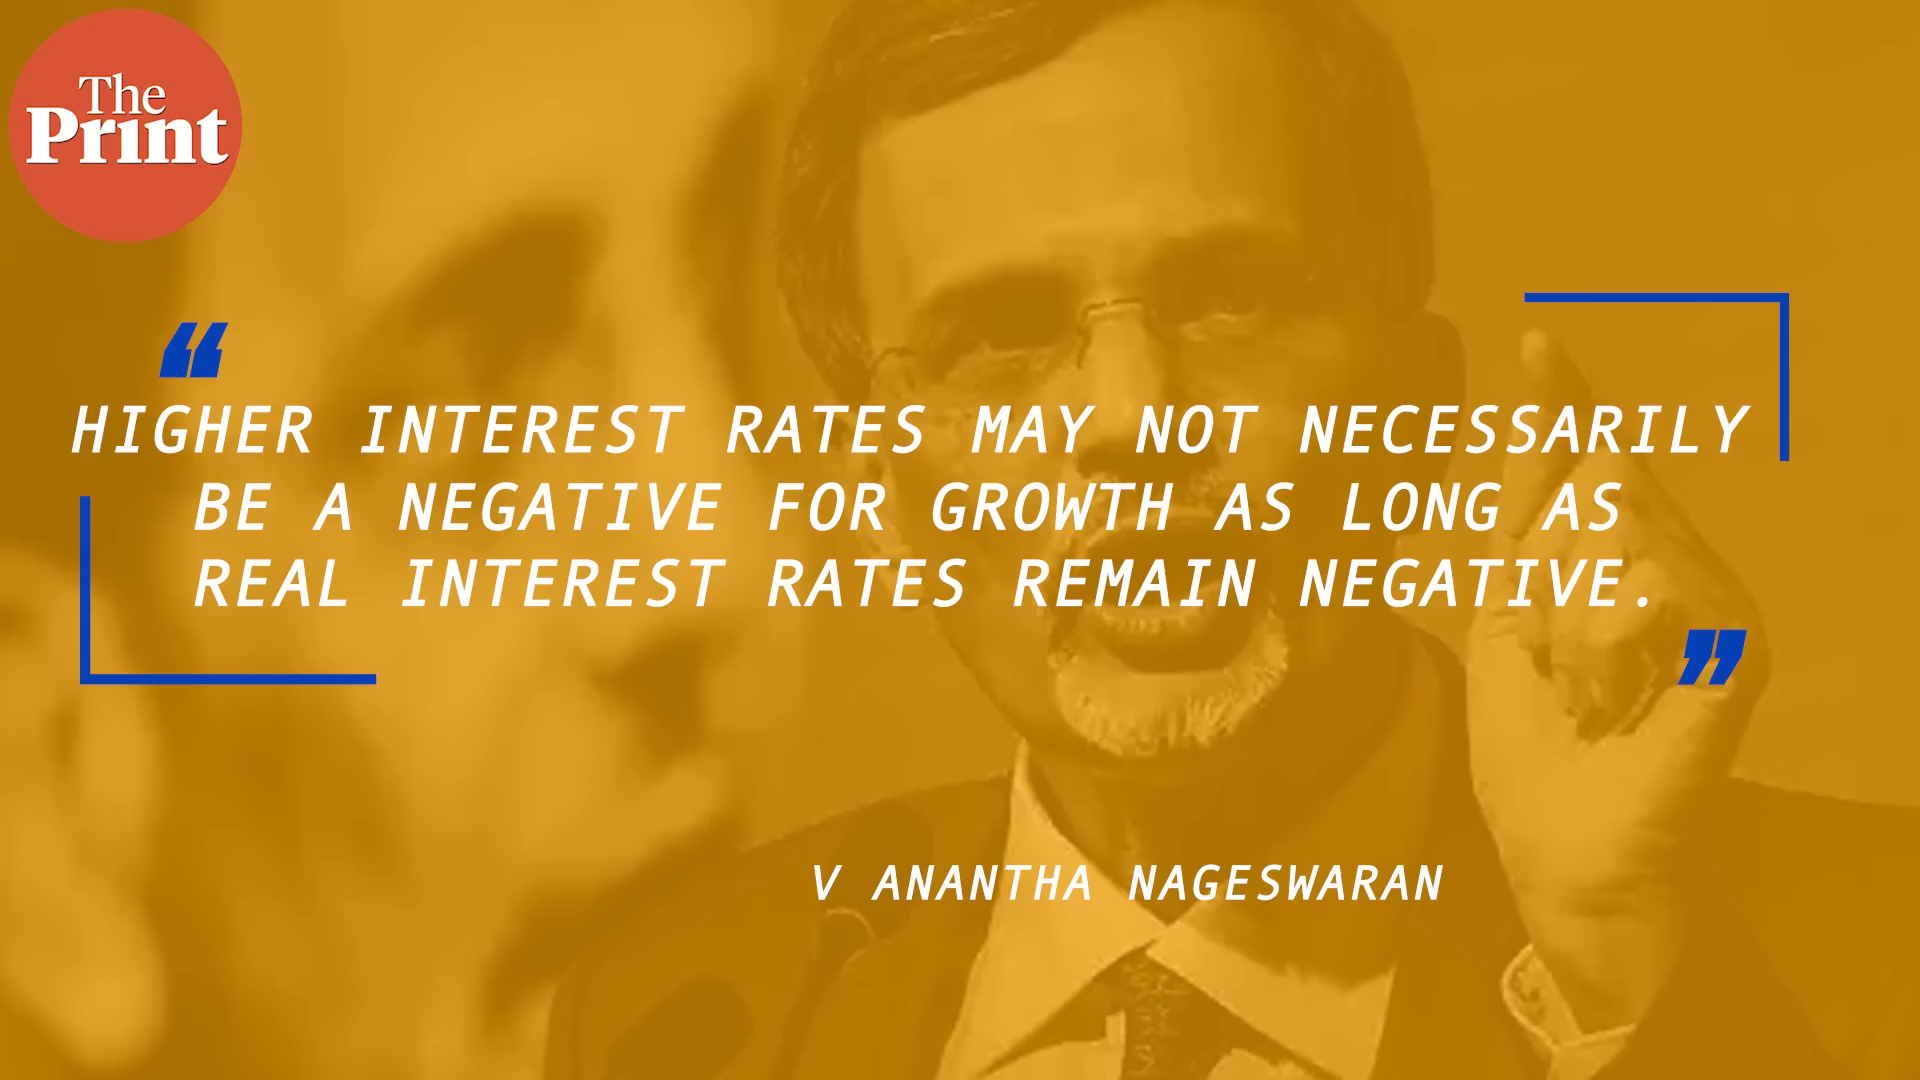 The
Print
“
HIGHER INTEREST RATES MAY NOT NECESSARILY
BE A NEGATIVE FOR GROWTH AS LONG AS
REAL INTEREST RATES REMAIN NEGATIVE.
”
V ANANTHA NAGESWARAN